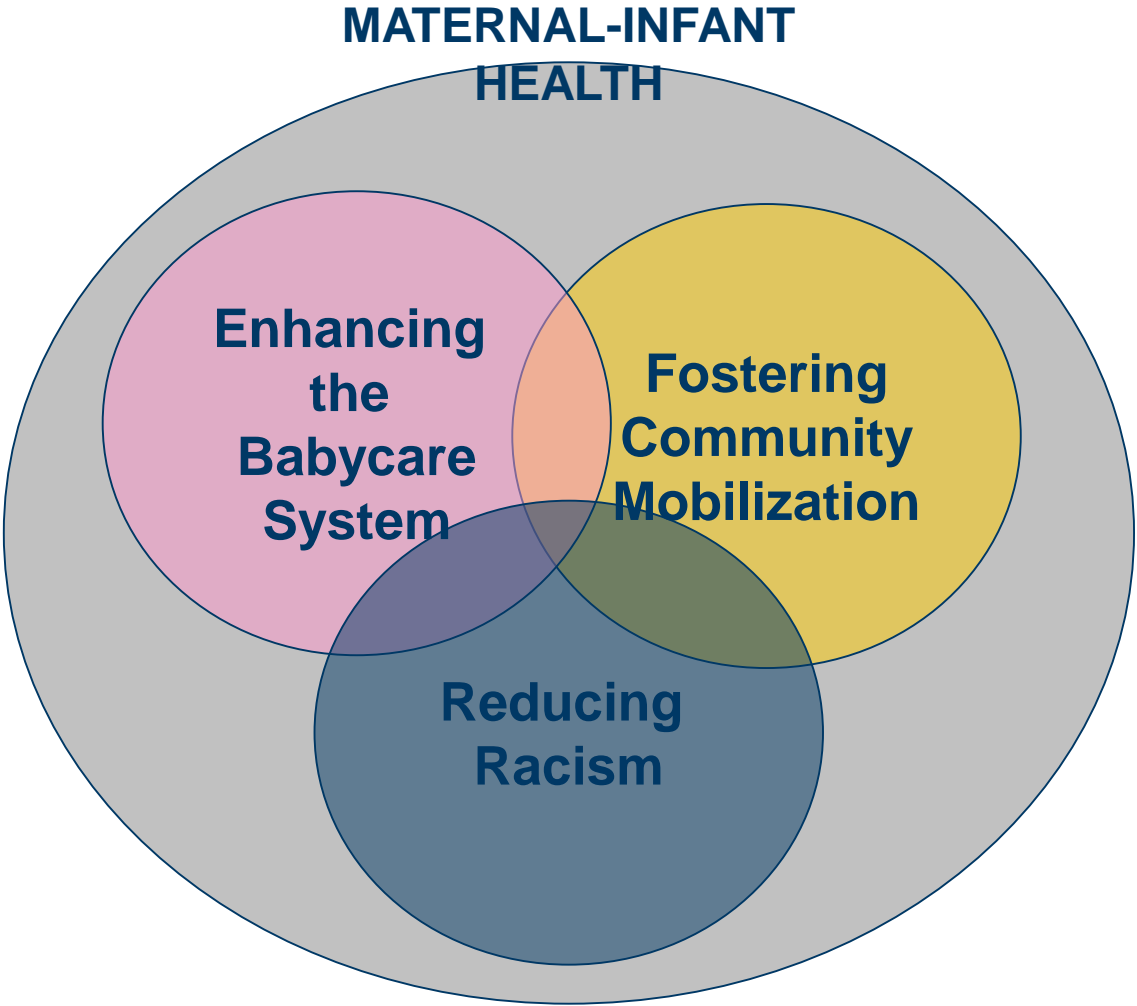 MATERNAL-INFANT
HEALTH
Enhancing
the
Babycare
System
Fostering
Community
Mobilization
Reducing
Racism